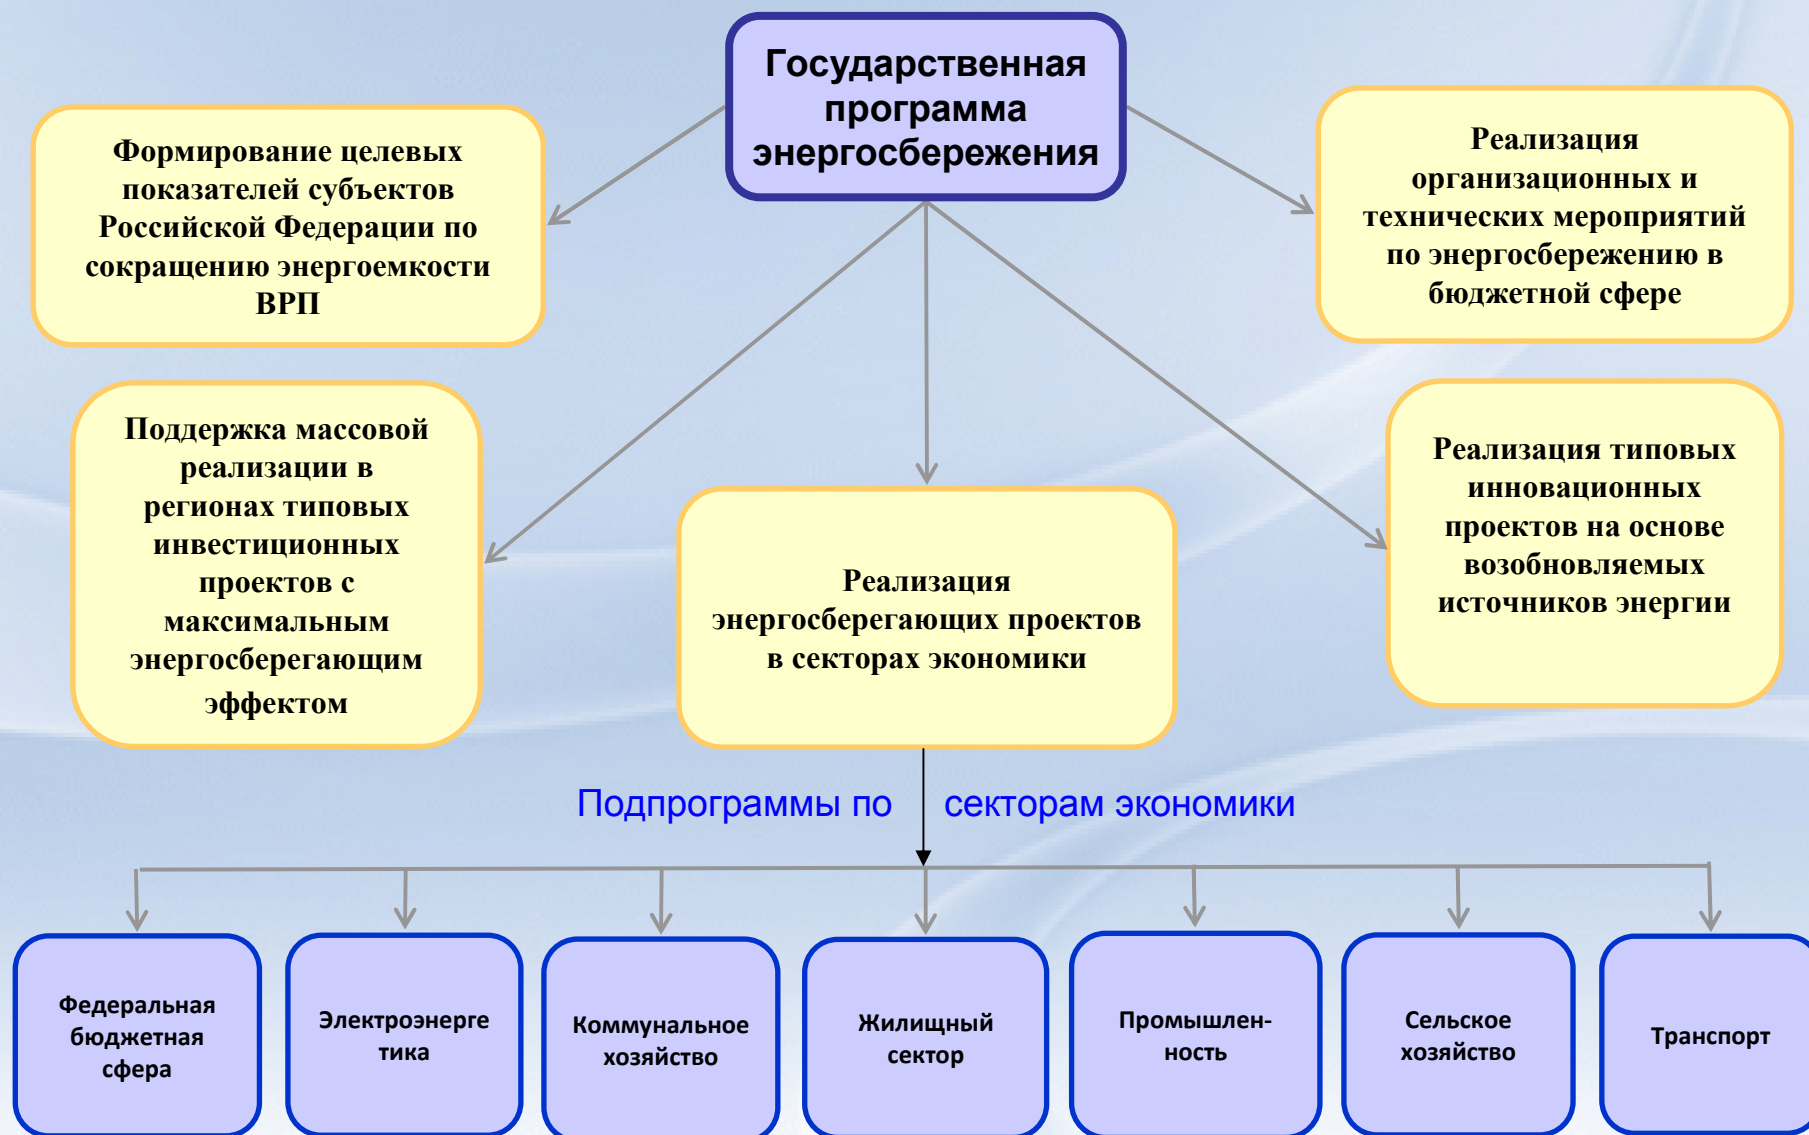 Государственная
программа
энергосбережения
Формирование целевых
показателей субъектов
Российской Федерации по
сокращению энергоемкости
ВРП
Реализация
организационных и
технических мероприятий
по энергосбережению в
бюджетной сфере
Поддержка массовой
реализации в
регионах типовых
инвестиционных
проектов с
максимальным
энергосберегающим
эффектом
Реализация
энергосберегающих проектов
в секторах экономики
Реализация типовых
инновационных
проектов на основе
возобновляемых
источников энергии
Подпрограммы по секторам экономики
Федеральная
бюджетная
сфера
Электроэнерге
тика
Коммунальное
хозяйство
Жилищный
сектор
Промышлен-
ность
Сельское
хозяйство
Транспорт